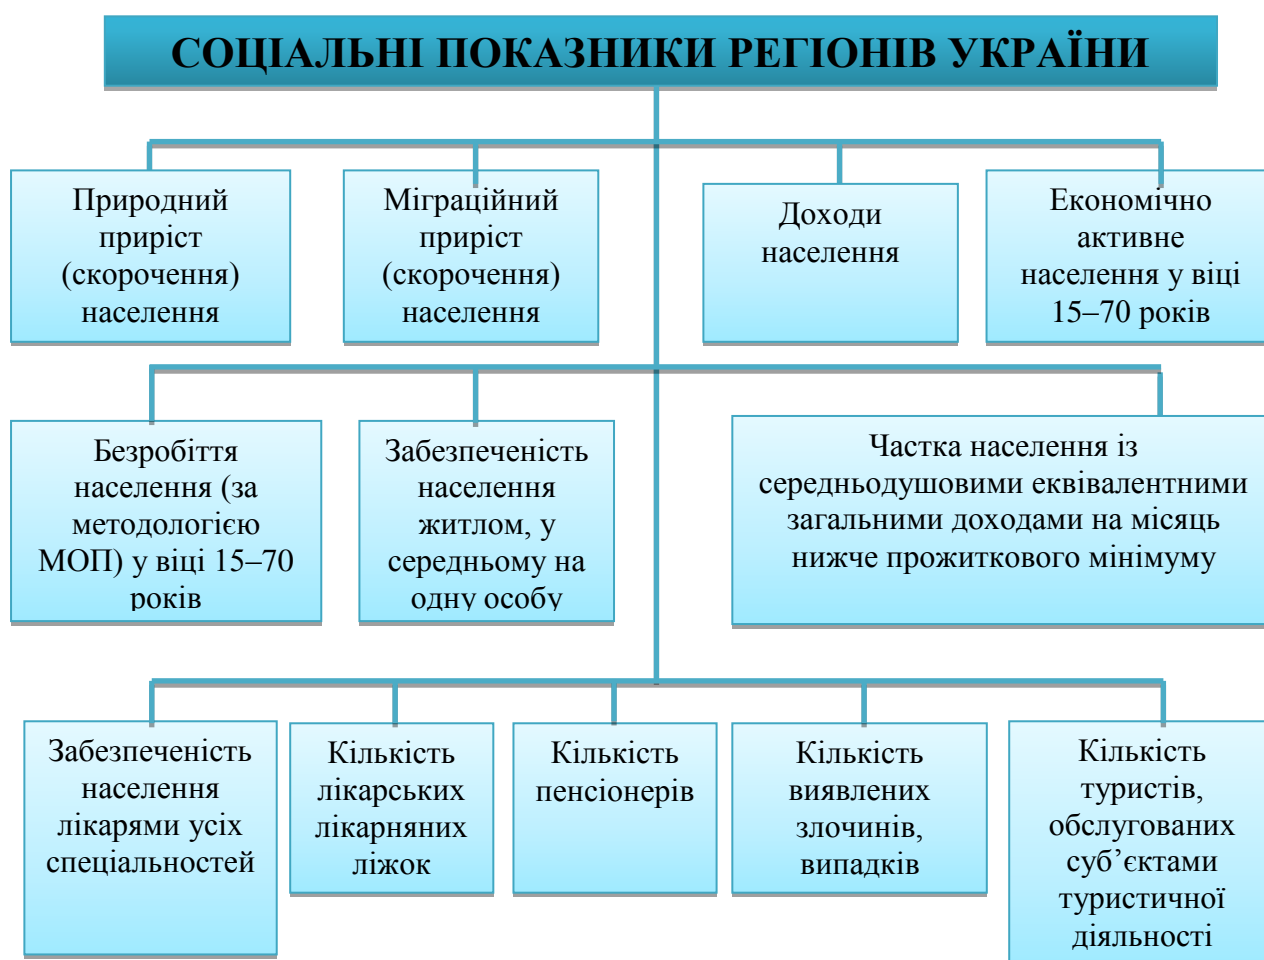 СОЦІАЛЬНІ ПОКАЗНИКИ РЕГІОНІВ УКРАЇНИ
Природний
приріст
(скорочення)
населення
Міграційний
приріст
(скорочення)
населення
Доходи
населення
Економічно
активне
населення у віці
15–70 років
Безробіття
населення (за
методологією
МОП) у віці 15–70
років
Забезпеченість
населення
житлом, у
середньому на
одну особу
Частка населення із
середньодушовими еквівалентними
загальними доходами на місяць
нижче прожиткового мінімуму
Забезпеченість
населення
лікарями усіх
спеціальностей
Кількість
лікарських
лікарняних
ліжок
Кількість
пенсіонерів
Кількість
виявлених
злочинів,
випадків
Кількість
туристів,
обслугованих
суб’єктами
туристичної
діяльності